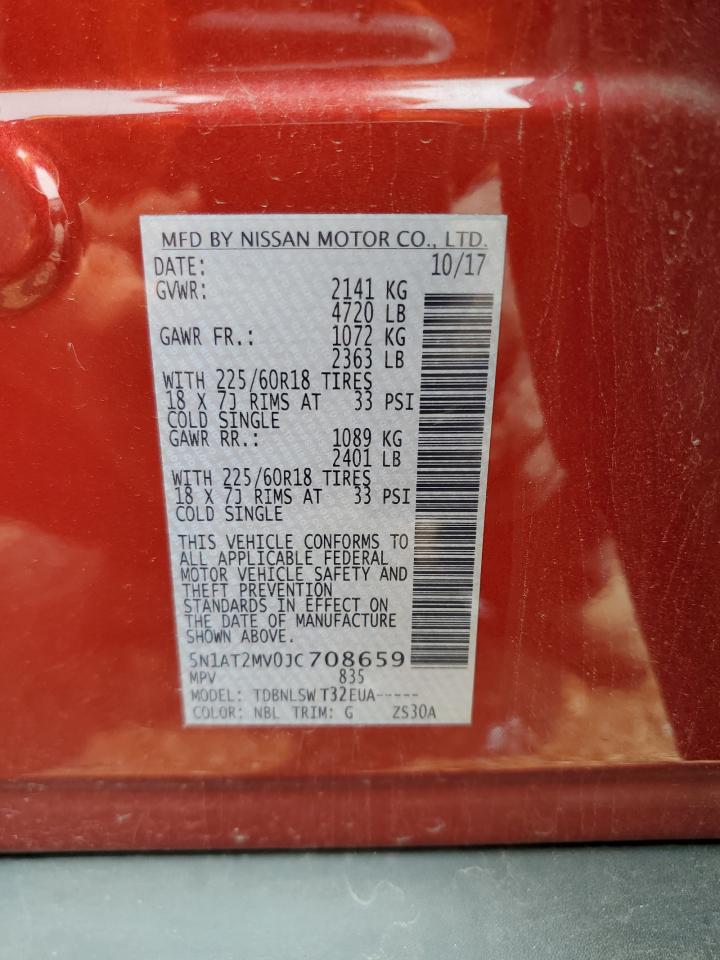 MFD BY NISSAN MOTOR CO., LTD.
DATE: 10/17
GVWR: 2141 KG
4720 LB
GAWR FR.: 1072 KG
2363 LB
WITH 225/60R18 TIRES
18 X 7J RIMS AT 33 PSI
COLD SINGLE
GAWR RR.: 1089 KG
2401 LB
WITH 225/60R18 TIRES
18 X 7J RIMS AT 33 PSI
COLD SINGLE
THIS VEHICLE CONFORMS TO
ALL APPLICABLE FEDERAL
MOTOR VEHICLE SAFETY AND
THEFT PREVENTION
STANDARDS IN EFFECT ON
THE DATE OF MANUFACTURE
SHOWN ABOVE.
5N1AT2MV0JC708659
MPV 835
MODEL: TDBNLSW T32EUA-----
COLOR: NBL TRIM: G ZS30A